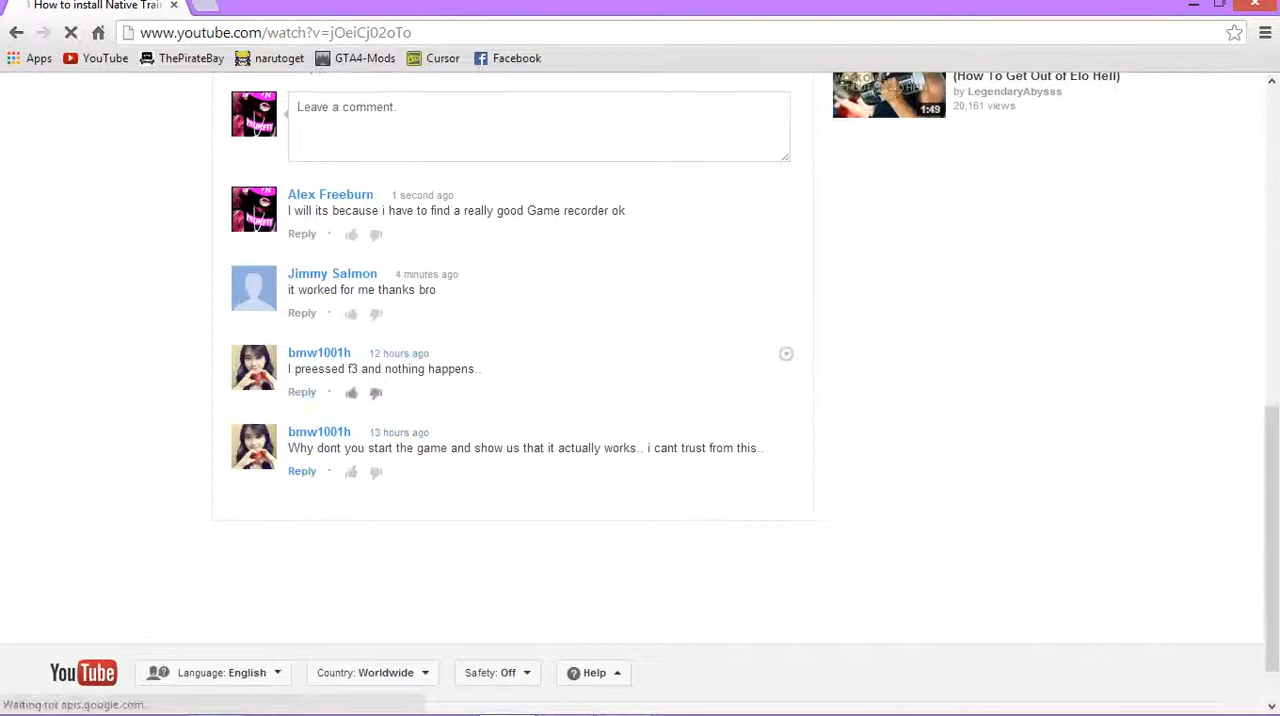 How to install Native Trai
www.youtube.com/watch?v=jOeiCj02oTo
Apps YouTube ThePirateBay narutoget GTA4-Mods Cursor Facebook
(How To Get Out of Elo Hell)
by LegendaryAbysss
20,161 views
1:49
Leave a comment.
Alex Freeburn 1 second ago
I will its because i have to find a really good Game recorder ok
Reply
Jimmy Salmon 4 minutes ago
it worked for me thanks bro
Reply
bmw1001h 12 hours ago
I preessed f3 and nothing happens..
Reply
bmw1001h 13 hours ago
Why dont you start the game and show us that it actually works.. i cant trust from this..
Reply
YouTube Language: English Country: Worldwide Safety: Off Help
Waiting for apis.google.com...